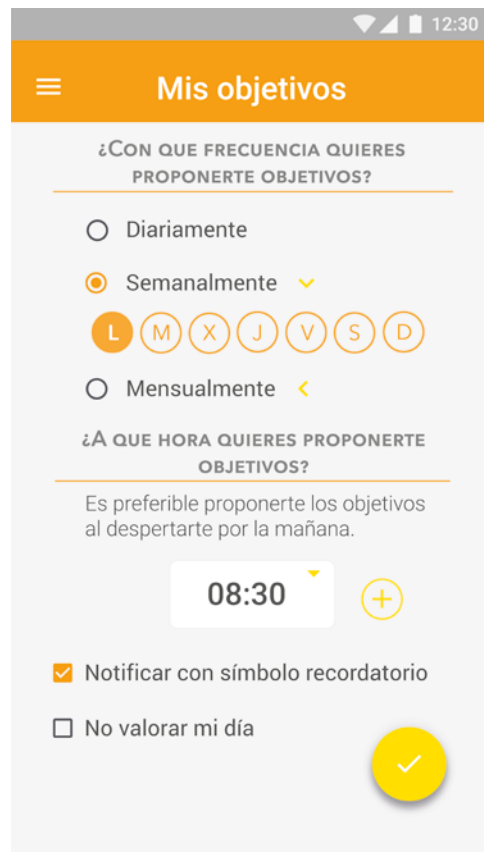 12:30
Mis objetivos
¿CON QUE FRECUENCIA QUIERES
PROPONERTE OBJETIVOS?
Diariamente
Semanalmente
L M X J V S D
Mensualmente
¿A QUE HORA QUIERES PROPONERTE
OBJETIVOS?
Es preferible proponerte los objetivos
al despertarte por la mañana.
08:30
Notificar con símbolo recordatorio
No valorar mi día